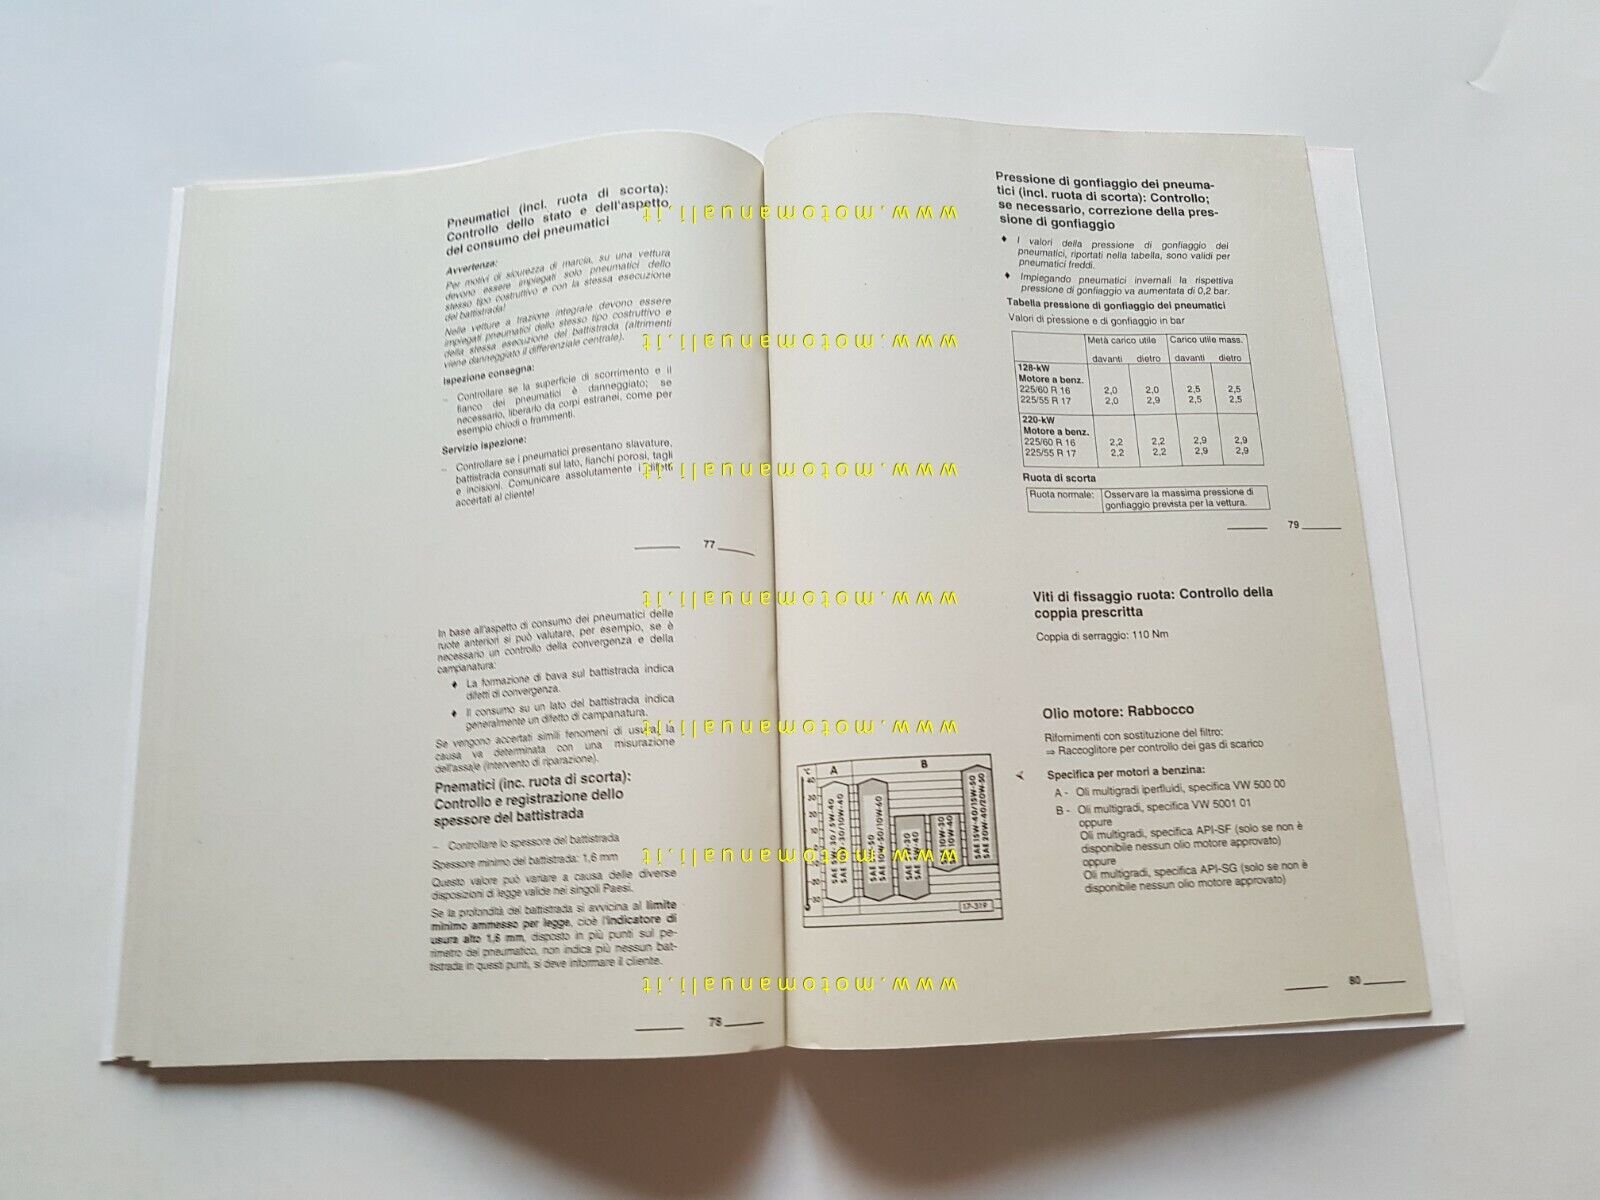 Pneumatici (incl. ruota di scorta):
Controllo dello stato e dell'aspetto
del consumo dei pneumatici
Avvertenza:
Per motivi di sicurezza di marcia, su una vettura
devono essere impiegati solo pneumatici dello
stesso tipo costruttivo e con la stessa esecuzione
del battistrada!
Nelle vetture a trazione integrale devono essere
impiegati pneumatici dello stesso tipo costruttivo e
della stessa esecuzione del battistrada (altrimenti
viene danneggiato il differenziale centrale).
Ispezione consegna:
– Controllare se la superficie di scorrimento e il
fianco dei pneumatici è danneggiato; se
necessario, liberarlo da corpi estranei, come per
esempio chiodi o frammenti.
Servizio ispezione:
– Controllare se i pneumatici presentano slavature,
battistrada consumati sul lato, fianchi porosi, tagli
e incisioni. Comunicare assolutamente i difetti
accertati al cliente!
77
In base all'aspetto di consumo dei pneumatici delle
ruote anteriori si può valutare, per esempio, se è
necessario un controllo della convergenza e della
campanatura:
♦ La formazione di bava sul battistrada indica
difetti di convergenza.
♦ Il consumo su un lato del battistrada indica
generalmente un difetto di campanatura.
Se vengono accertati simili fenomeni di usura, la
causa va determinata con una misurazione
dell'assale (intervento di riparazione).
Pnematici (inc. ruota di scorta):
Controllo e registrazione dello
spessore del battistrada
– Controllare lo spessore del battistrada
Spessore minimo del battistrada: 1,6 mm
Questo valore può variare a causa delle diverse
disposizioni di legge valide nei singoli Paesi.
Se la profondità del battistrada si avvicina al limite
minimo ammesso per legge, cioè l'indicatore di
usura alto 1,6 mm, disposto in più punti sul pe-
rimetro del pneumatico, non indica più nessun bat-
tistrada in questi punti, si deve informare il cliente.
78
Pressione di gonfiaggio dei pneuma-
tici (incl. ruota di scorta): Controllo;
se necessario, correzione della pres-
sione di gonfiaggio
♦ I valori della pressione di gonfiaggio dei
pneumatici, riportati nella tabella, sono validi per
pneumatici freddi.
♦ Impiegando pneumatici invernali la rispettiva
pressione di gonfiaggio va aumentata di 0,2 bar.
Tabella pressione di gonfiaggio dei pneumatici
Valori di pressione e di gonfiaggio in bar
Metà carico utile Carico utile mass.
davanti dietro davanti dietro
128-kW
Motore a benz.
225/60 R 16 2,0 2,0 2,5 2,5
225/55 R 17 2,0 2,9 2,5 2,5
220-kW
Motore a benz.
225/60 R 16 2,2 2,2 2,9 2,9
225/55 R 17 2,2 2,2 2,9 2,9
Ruota di scorta
Ruota normale: Osservare la massima pressione di
gonfiaggio prevista per la vettura.
79
Viti di fissaggio ruota: Controllo della
coppia prescritta
Coppia di serraggio: 110 Nm
Olio motore: Rabbocco
Rifornimenti con sostituzione del filtro:
⇒ Raccoglitore per controllo dei gas di scarico
Specifica per motori a benzina:
A - Oli multigradi iperfluidi, specifica VW 500 00
B - Oli multigradi, specifica VW 5001 01
oppure
Oli multigradi, specifica API-SF (solo se non è
disponibile nessun olio motore approvato)
oppure
Oli multigradi, specifica API-SG (solo se non è
disponibile nessun olio motore approvato)
°C A B
40
30
20
10
SAE 5W-30/5W-40
SAE 10W-50/10W-60
SAE 15W-40/15W-50
SAE 20W-40/20W-50
17-319
80
www.motomanuali.it
www.motomanuali.it
www.motomanuali.it
www.motomanuali.it
www.motomanuali.it
www.motomanuali.it
www.motomanuali.it